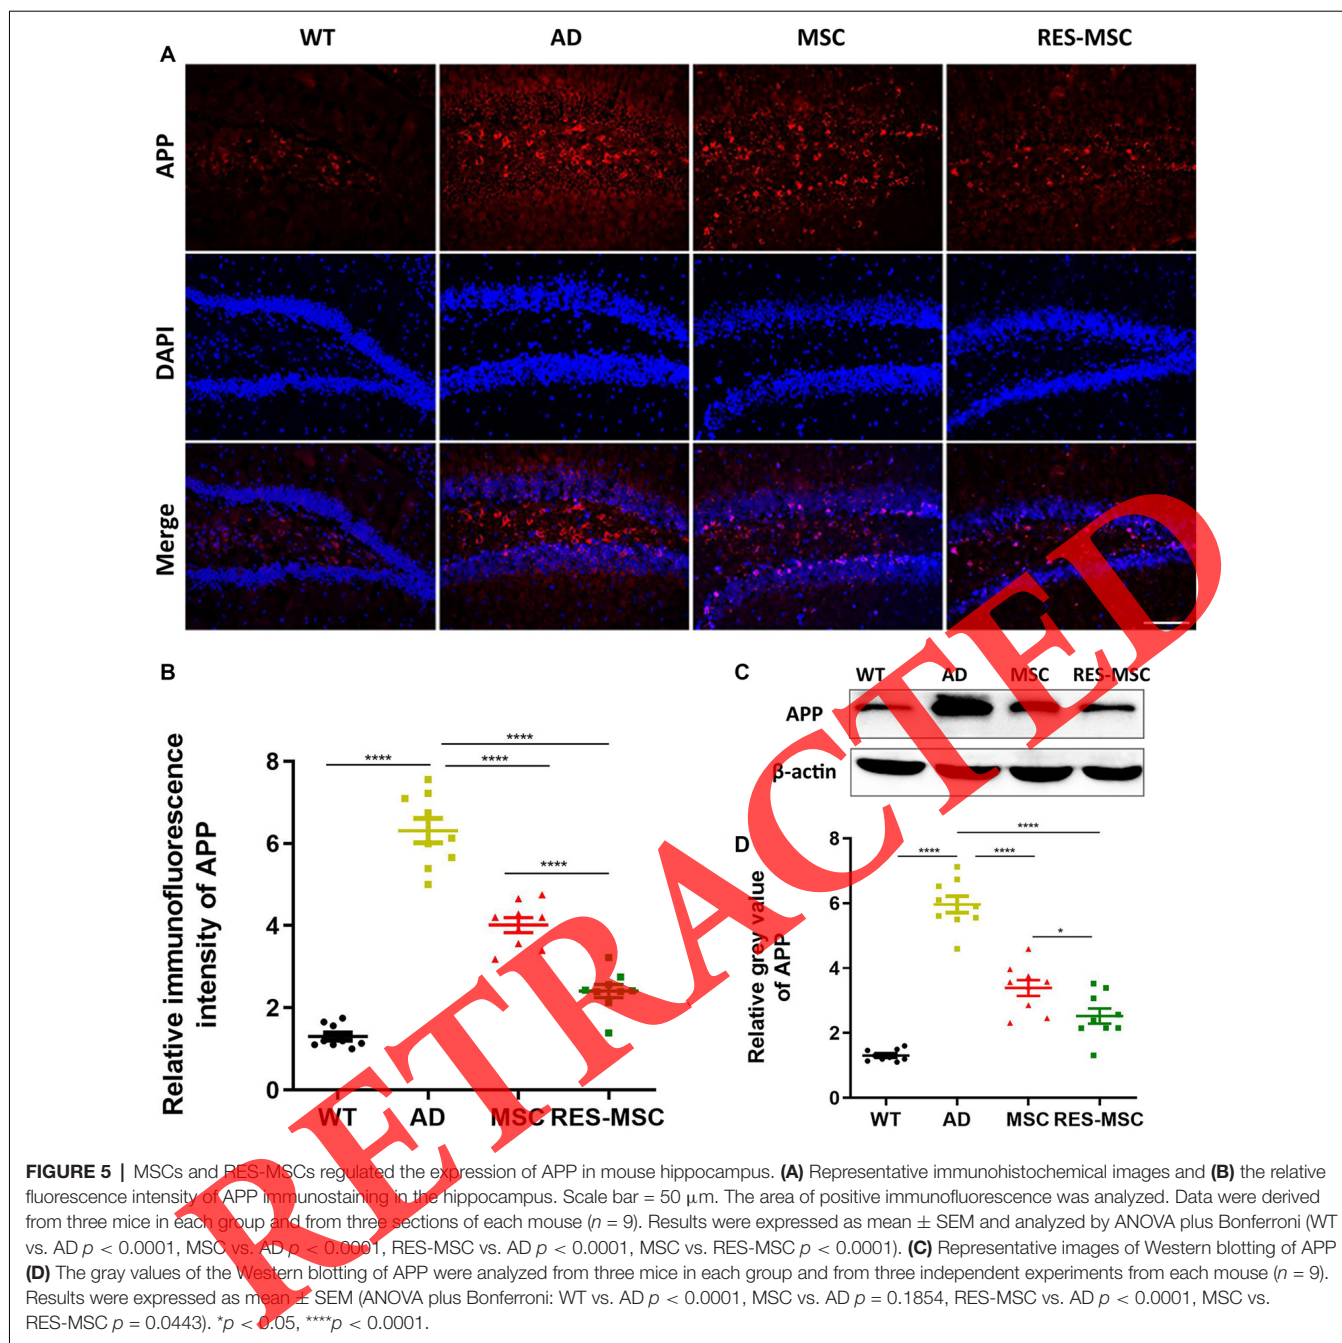 WT AD MSC RES-MSC
A
APP
DAPI
Merge
B
Relative immunofluorescence
intensity of APP
8
6
4
2
0
****
****
****
****
WT AD MSC RES-MSC
C
WT AD MSC RES-MSC
APP
β-actin
D
Relative grey value
of APP
8
6
4
2
0
****
****
****
*
WT AD MSC RES-MSC
RETRACTED
FIGURE 5 | MSCs and RES-MSCs regulated the expression of APP in mouse hippocampus. (A) Representative immunohistochemical images and (B) the relative
fluorescence intensity of APP immunostaining in the hippocampus. Scale bar = 50 μm. The area of positive immunofluorescence was analyzed. Data were derived
from three mice in each group and from three sections of each mouse (n = 9). Results were expressed as mean ± SEM and analyzed by ANOVA plus Bonferroni (WT
vs. AD p < 0.0001, MSC vs. AD p < 0.0001, RES-MSC vs. AD p < 0.0001, MSC vs. RES-MSC p < 0.0001). (C) Representative images of Western blotting of APP
(D) The gray values of the Western blotting of APP were analyzed from three mice in each group and from three independent experiments from each mouse (n = 9).
Results were expressed as mean ± SEM (ANOVA plus Bonferroni: WT vs. AD p < 0.0001, MSC vs. AD p = 0.1854, RES-MSC vs. AD p < 0.0001, MSC vs.
RES-MSC p = 0.0443). *p < 0.05, ****p < 0.0001.